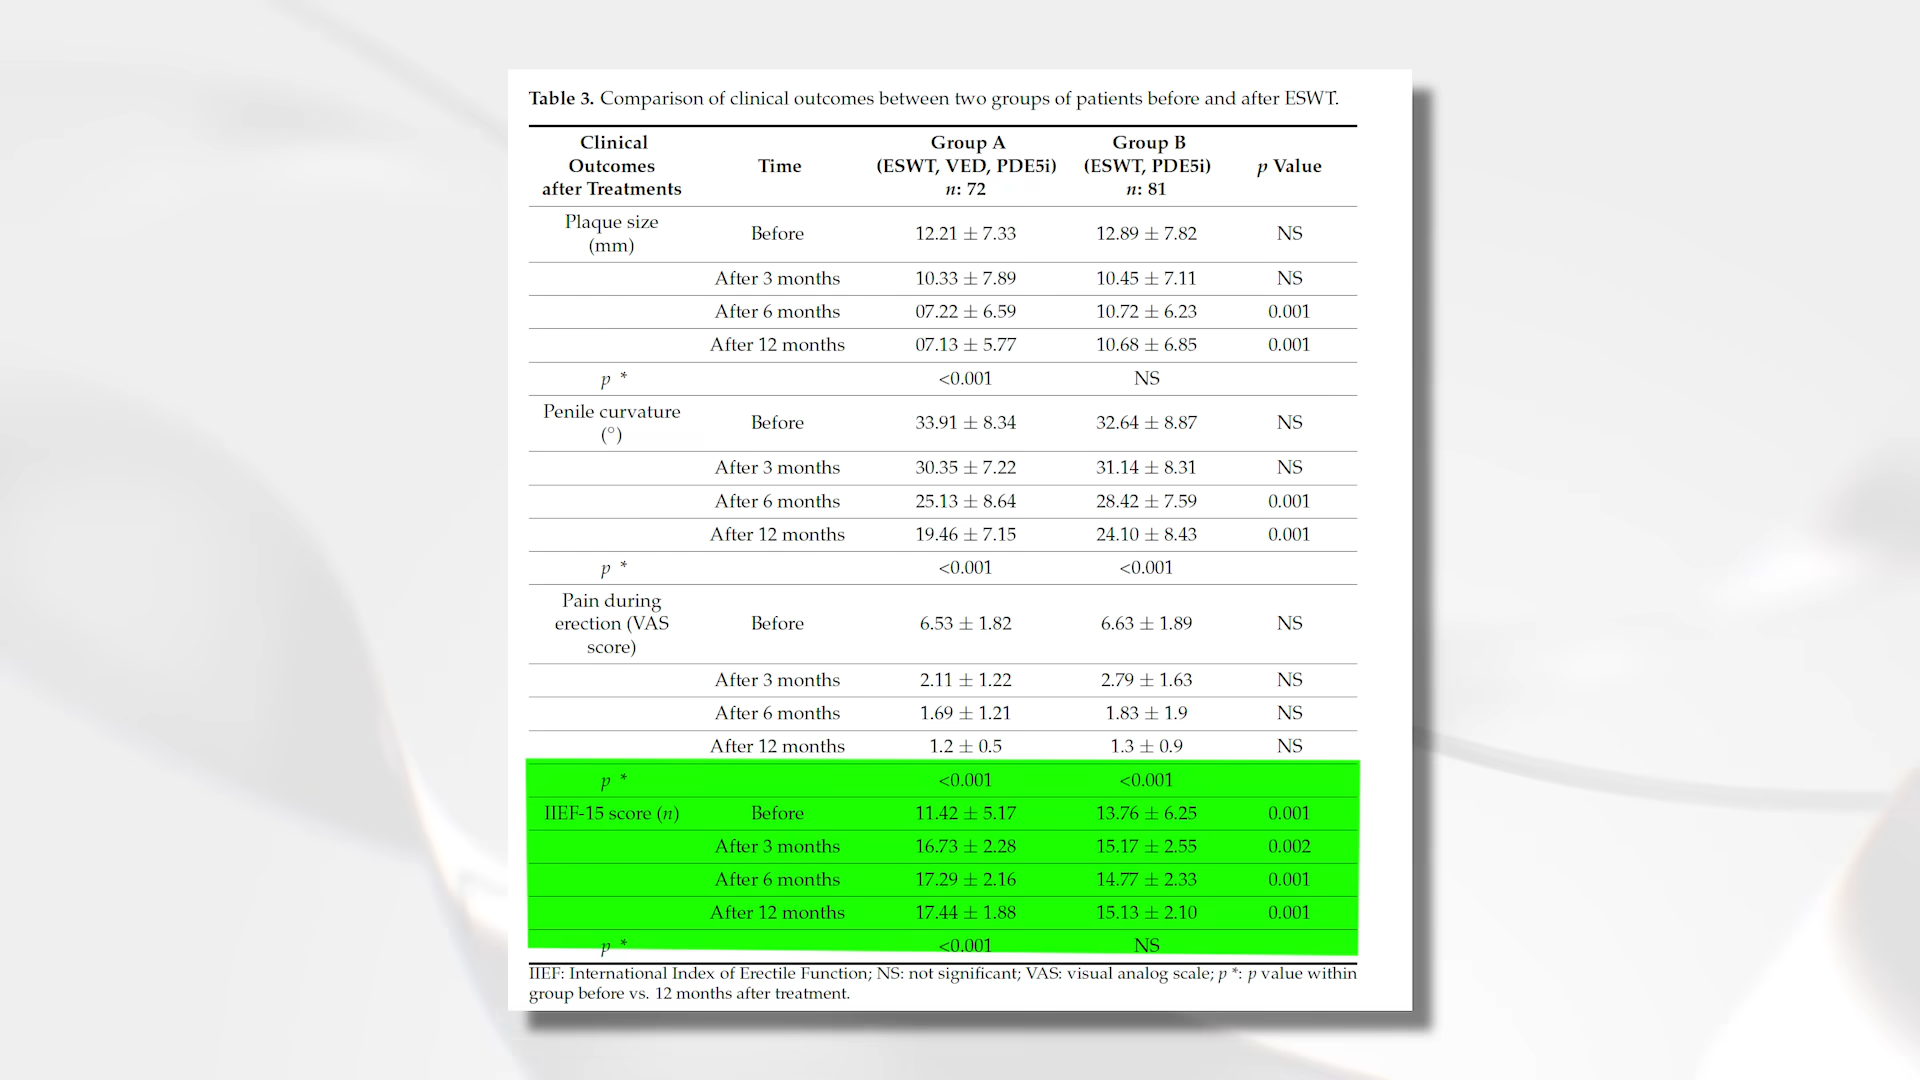 Table 3. Comparison of clinical outcomes between two groups of patients before and after ESWT.
Clinical Outcomes after Treatments Time Group A (ESWT, VED, PDE5i) n: 72 Group B (ESWT, PDE5i) n: 81 p Value
Plaque size (mm) Before 12.21 ± 7.33 12.89 ± 7.82 NS
After 3 months 10.33 ± 7.89 10.45 ± 7.11 NS
After 6 months 07.22 ± 6.59 10.72 ± 6.23 0.001
After 12 months 07.13 ± 5.77 10.68 ± 6.85 0.001
p * <0.001 NS
Penile curvature (°) Before 33.91 ± 8.34 32.64 ± 8.87 NS
After 3 months 30.35 ± 7.22 31.14 ± 8.31 NS
After 6 months 25.13 ± 8.64 28.42 ± 7.59 0.001
After 12 months 19.46 ± 7.15 24.10 ± 8.43 0.001
p * <0.001 <0.001
Pain during erection (VAS score) Before 6.53 ± 1.82 6.63 ± 1.89 NS
After 3 months 2.11 ± 1.22 2.79 ± 1.63 NS
After 6 months 1.69 ± 1.21 1.83 ± 1.9 NS
After 12 months 1.2 ± 0.5 1.3 ± 0.9 NS
p * <0.001 <0.001
IIEF-15 score (n) Before 11.42 ± 5.17 13.76 ± 6.25 0.001
After 3 months 16.73 ± 2.28 15.17 ± 2.55 0.002
After 6 months 17.29 ± 2.16 14.77 ± 2.33 0.001
After 12 months 17.44 ± 1.88 15.13 ± 2.10 0.001
p * <0.001 NS
IIEF: International Index of Erectile Function; NS: not significant; VAS: visual analog scale; p *: p value within
group before vs. 12 months after treatment.